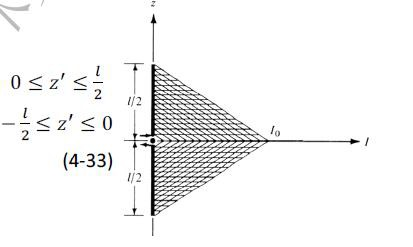 z
0 ≤ z′ ≤ l/2
l/2
−l/2 ≤ z′ ≤ 0
I₀
I
(4-33)
l/2